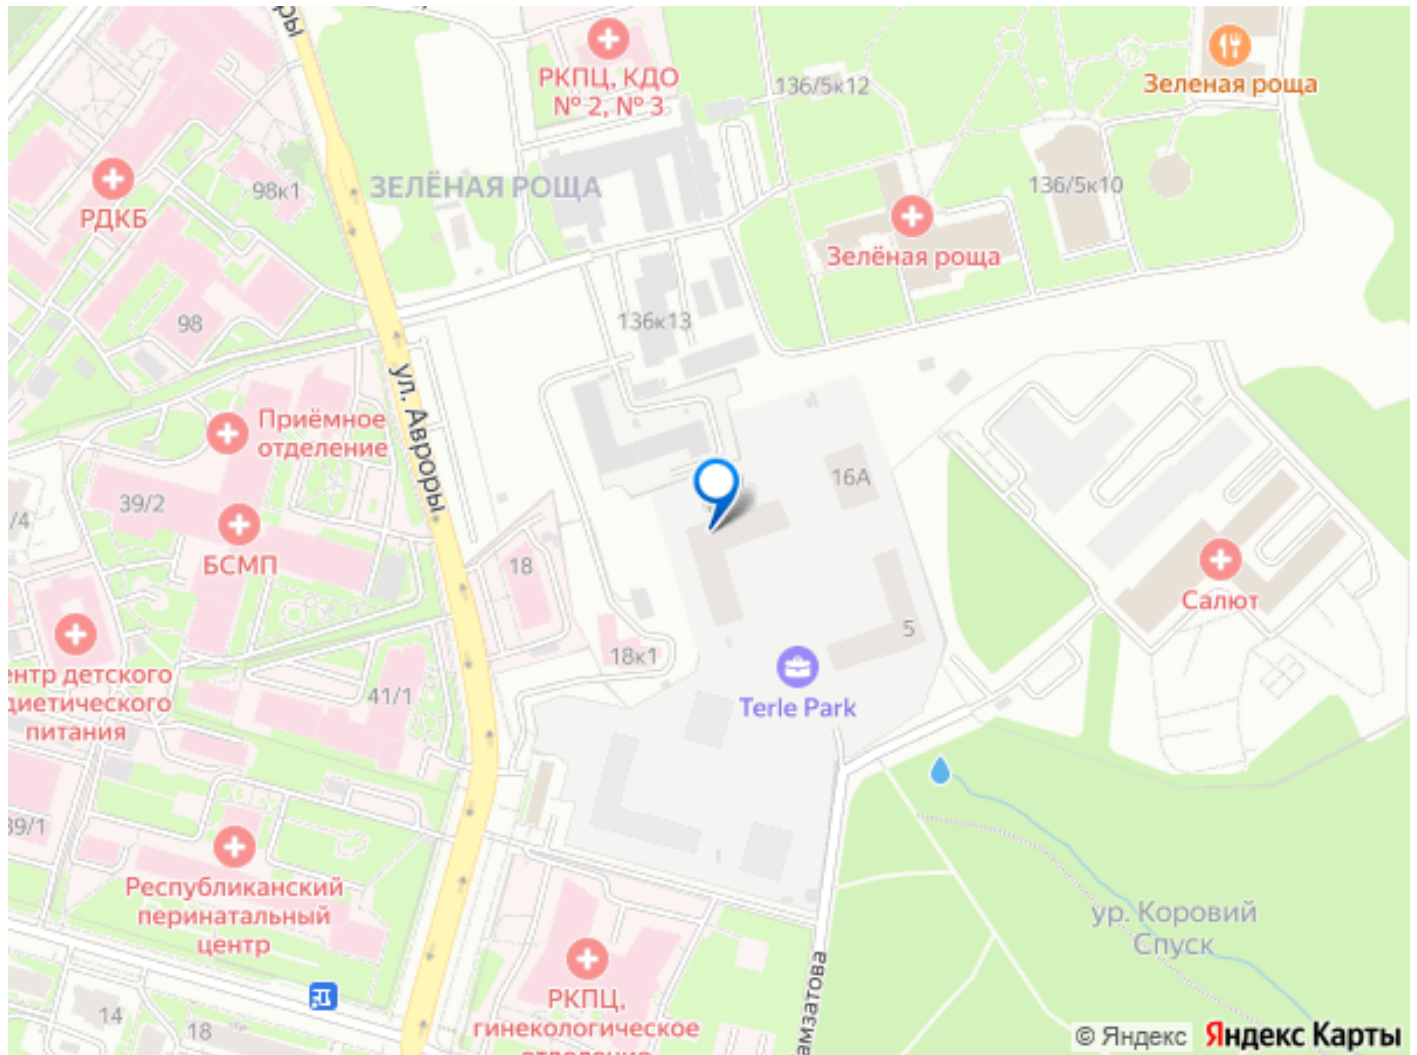 РКПЦ, КДО
№ 2, № 3
136/5к12
Зеленая роща
98к1
ЗЕЛЁНАЯ РОЩА
136/5к10
РДКБ
Зелёная роща
98
136к13
ул. Авроры
Приёмное
отделение
16А
39/2
БСМП
18
Салют
5
18к1
41/1
Terle Park
диетического
питания
Республиканский
перинатальный
центр
ур. Коровий
Спуск
РКПЦ,
гинекологическое
14
18
© Яндекс
Яндекс Карты